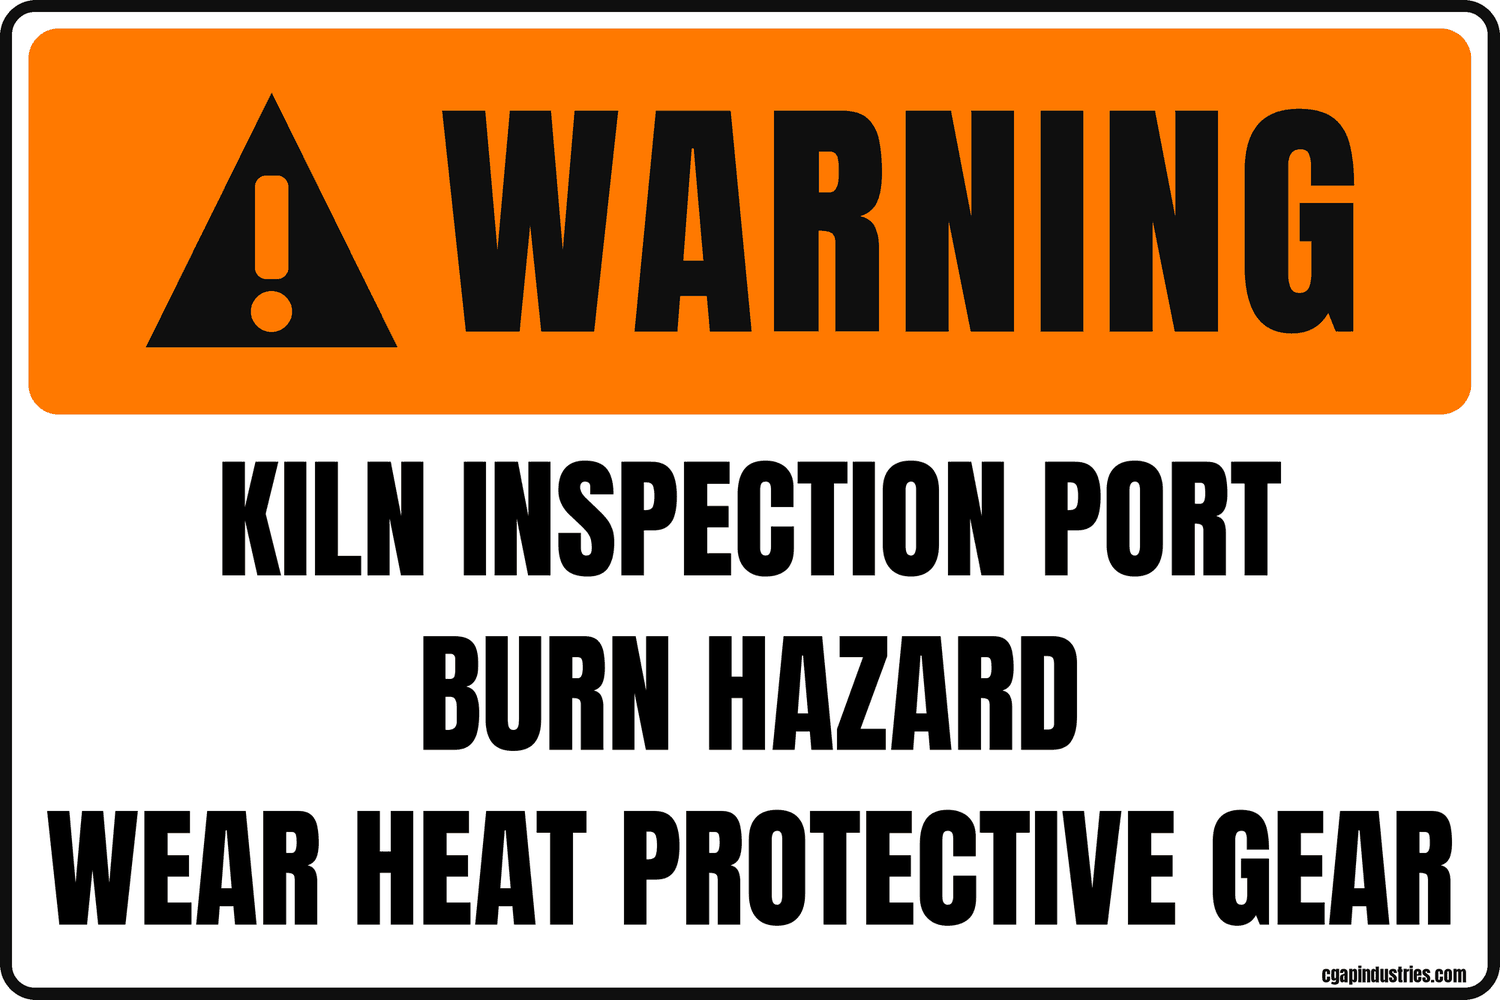 WARNING
KILN INSPECTION PORT
BURN HAZARD
WEAR HEAT PROTECTIVE GEAR
cgapindustries.com